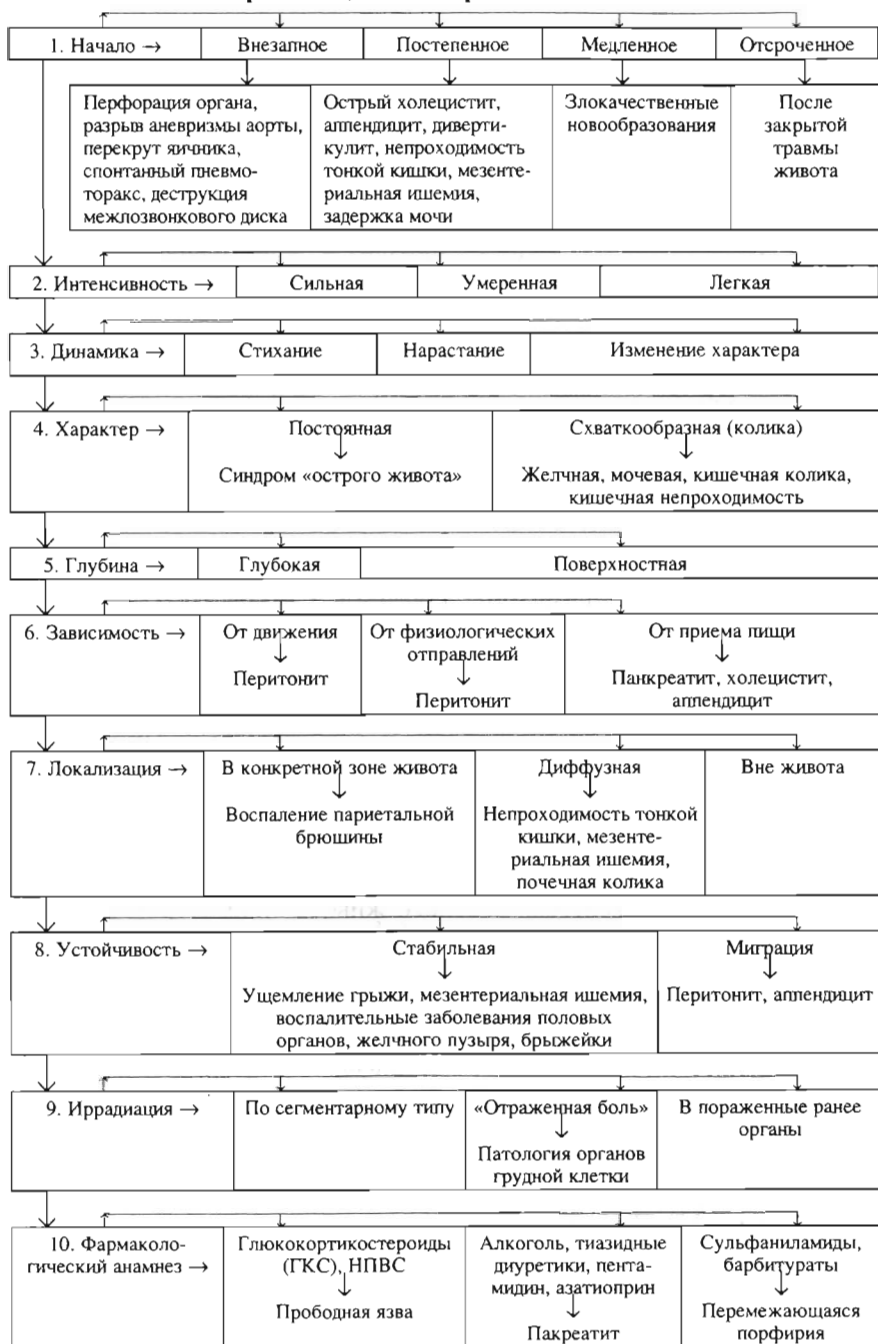 1. Начало →
Внезапное
Постепенное
Медленное
Отсроченное
Перфорация органа,
разрыв аневризмы аорты,
перекрут яичника,
спонтанный пневмо-
торакс, деструкция
межпозвонкового диска
Острый холецистит,
аппендицит, диверти-
кулит, непроходимость
тонкой кишки, мезенте-
риальная ишемия,
задержка мочи
Злокачественные
новообразования
После
закрытой
травмы
живота
2. Интенсивность →
Сильная
Умеренная
Легкая
3. Динамика →
Стихание
Нарастание
Изменение характера
4. Характер →
Постоянная
Синдром «острого живота»
Схваткообразная (колика)
Желчная, мочевая, кишечная колика,
кишечная непроходимость
5. Глубина →
Глубокая
Поверхностная
6. Зависимость →
От движения
Перитонит
От физиологических
отправлений
Перитонит
От приема пищи
Панкреатит, холецистит,
аппендицит
7. Локализация →
В конкретной зоне живота
Воспаление париетальной
брюшины
Диффузная
Непроходимость тонкой
кишки, мезенте-
риальная ишемия,
почечная колика
Вне живота
8. Устойчивость →
Стабильная
Ущемление грыжи, мезентериальная ишемия,
воспалительные заболевания половых
органов, желчного пузыря, брыжейки
Миграция
Перитонит, аппендицит
9. Иррадиация →
По сегментарному типу
«Отраженная боль»
Патология органов
грудной клетки
В пораженные ранее
органы
10. Фармаколо-
гический анамнез →
Глюкокортикостероиды
(ГКС), НПВС
Прободная язва
Алкоголь, тиазидные
диуретики, пента-
мидин, азатиоприн
Пакреатит
Сульфаниламиды,
барбитураты
Перемежающаяся
порфирия